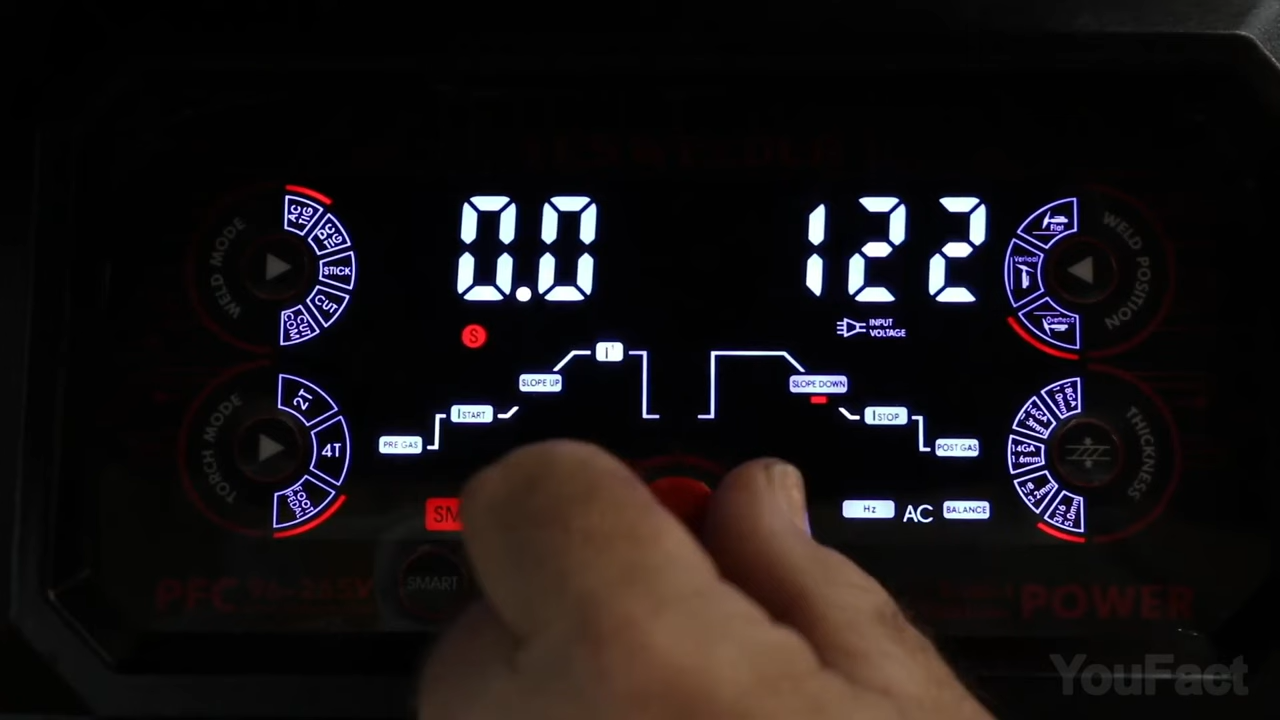 WELD MODE
AC TIG
DC TIG
STICK
CUT
CUT COM
0.0
S
122
INPUT
VOLTAGE
Flat
Vertical
Overhead
WELD POSITION
TORCH MODE
2T
4T
FOOT PEDAL
PRE GAS
I START
SLOPE UP
I
SLOPE DOWN
I STOP
POST GAS
18GA
1.0mm
16GA
14GA
1.6mm
1/8
3.2mm
3/16
5.0mm
THICKNESS
SM
Hz AC BALANCE
PFC
SMART
POWER
YouFact